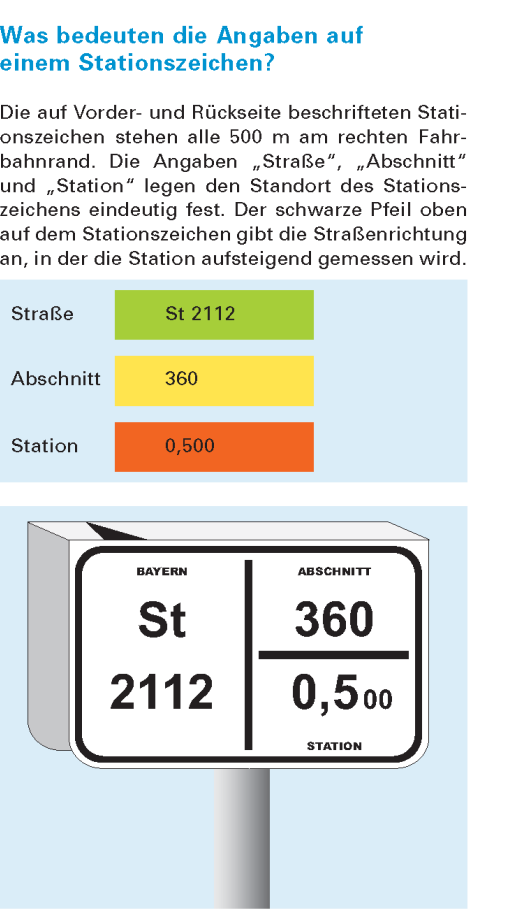 Was bedeuten die Angaben auf
einem Stationszeichen?
Die auf Vorder- und Rückseite beschrifteten Stati-
onszeichen stehen alle 500 m am rechten Fahr-
bahnrand. Die Angaben „Straße“, „Abschnitt“
und „Station“ legen den Standort des Stations-
zeichens eindeutig fest. Der schwarze Pfeil oben
auf dem Stationszeichen gibt die Straßenrichtung
an, in der die Station aufsteigend gemessen wird.
Straße St 2112
Abschnitt 360
Station 0,500
BAYERN
St
2112
ABSCHNITT
360
0,500
STATION